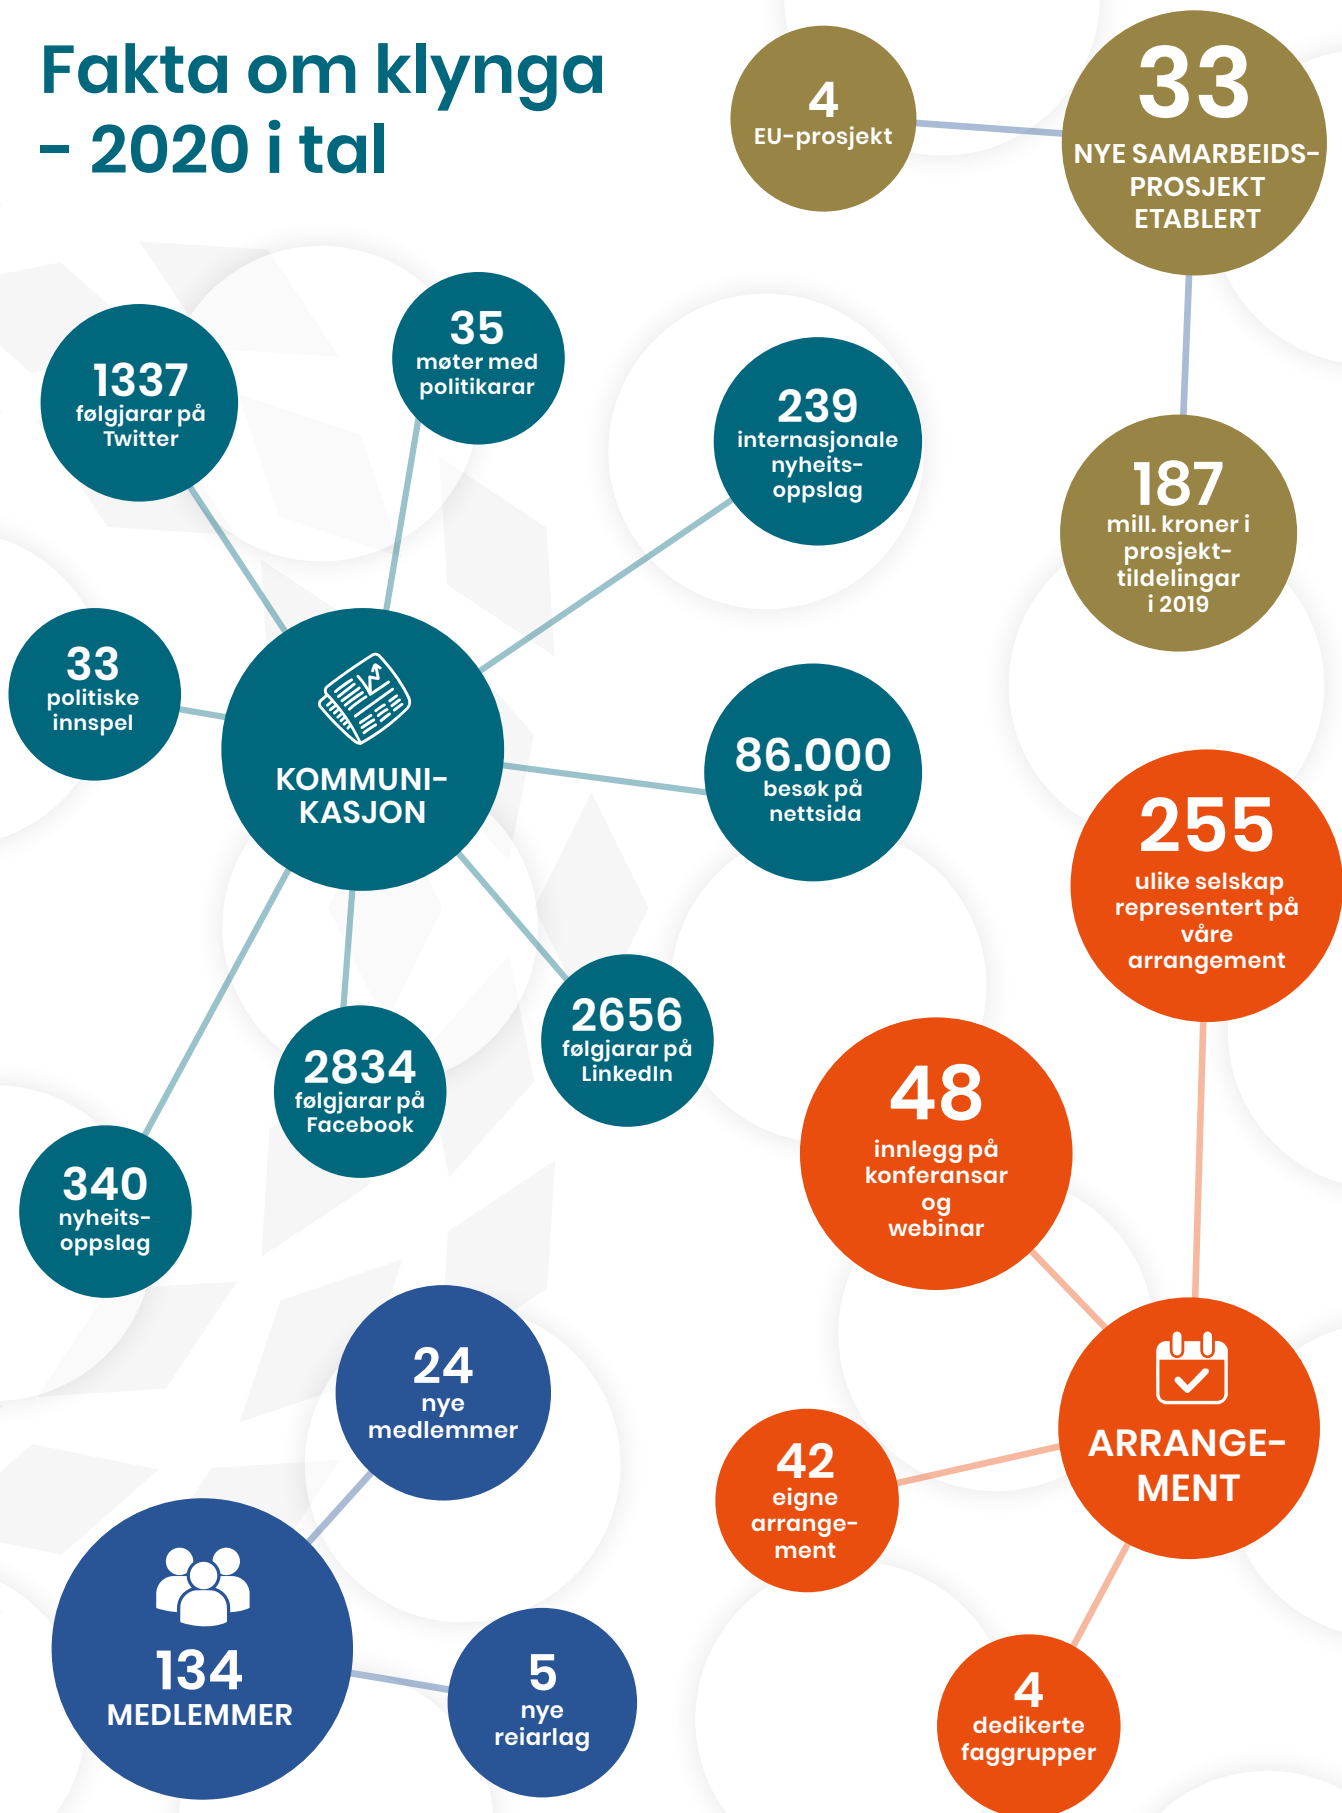 Fakta om klynga
- 2020 i tal
4
EU-prosjekt
33
NYE SAMARBEIDS-
PROSJEKT
ETABLERT
187
mill. kroner i
prosjekt-
tildelingar
i 2019
1337
følgjarar på
Twitter
35
møter med
politikarar
239
internasjonale
nyheits-
oppslag
33
politiske
innspel
KOMMUNI-
KASJON
86.000
besøk på
nettsida
2834
følgjarar på
Facebook
2656
følgjarar på
LinkedIn
340
nyheits-
oppslag
255
ulike selskap
representert på
våre
arrangement
48
innlegg på
konferansar
og
webinar
ARRANGE-
MENT
42
eigne
arrange-
ment
4
dedikerte
faggrupper
24
nye
medlemmer
134
MEDLEMMER
5
nye
reiarlag